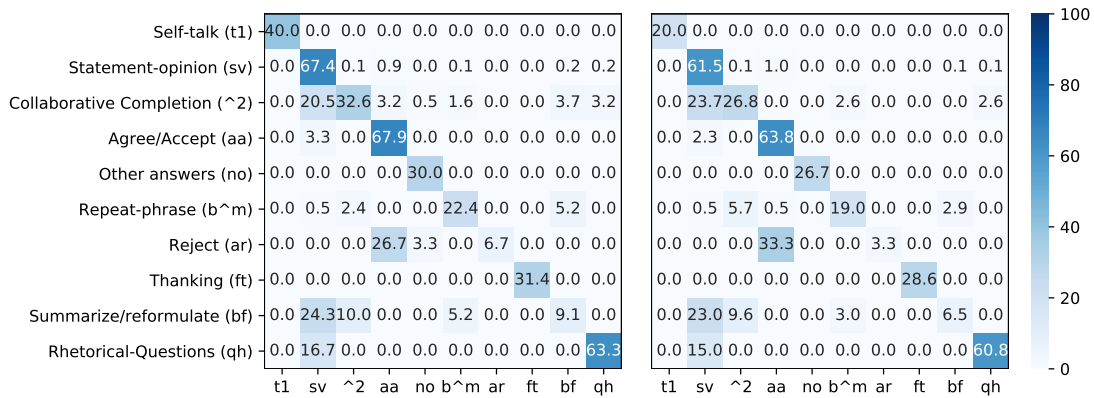 Self-talk (t1) 40.0 0.0 0.0 0.0 0.0 0.0 0.0 0.0 0.0 0.0 20.0 0.0 0.0 0.0 0.0 0.0 0.0 0.0 0.0 0.0 100
Statement-opinion (sv) 0.0 67.4 0.1 0.9 0.0 0.1 0.0 0.0 0.2 0.2 0.0 61.5 0.1 1.0 0.0 0.0 0.0 0.0 0.1 0.1 80
Collaborative Completion (^2) 0.0 20.5 32.6 3.2 0.5 1.6 0.0 0.0 3.7 3.2 0.0 23.7 26.8 0.0 0.0 2.6 0.0 0.0 0.0 2.6
Agree/Accept (aa) 0.0 3.3 0.0 67.9 0.0 0.0 0.0 0.0 0.0 0.0 0.0 2.3 0.0 63.8 0.0 0.0 0.0 0.0 0.0 0.0 60
Other answers (no) 0.0 0.0 0.0 0.0 30.0 0.0 0.0 0.0 0.0 0.0 0.0 0.0 0.0 0.0 26.7 0.0 0.0 0.0 0.0 0.0
Repeat-phrase (b^m) 0.0 0.5 2.4 0.0 0.0 22.4 0.0 0.0 5.2 0.0 0.0 0.5 5.7 0.5 0.0 19.0 0.0 0.0 2.9 0.0 40
Reject (ar) 0.0 0.0 0.0 26.7 3.3 0.0 6.7 0.0 0.0 0.0 0.0 0.0 0.0 33.3 0.0 0.0 3.3 0.0 0.0 0.0
Thanking (ft) 0.0 0.0 0.0 0.0 0.0 0.0 0.0 31.4 0.0 0.0 0.0 0.0 0.0 0.0 0.0 0.0 0.0 28.6 0.0 0.0 20
Summarize/reformulate (bf) 0.0 24.3 10.0 0.0 0.0 5.2 0.0 0.0 9.1 0.0 0.0 23.0 9.6 0.0 0.0 3.0 0.0 0.0 6.5 0.0
Rhetorical-Questions (qh) 0.0 16.7 0.0 0.0 0.0 0.0 0.0 0.0 0.0 63.3 0.0 15.0 0.0 0.0 0.0 0.0 0.0 0.0 0.0 60.8 0
t1 sv ^2 aa no b^m ar ft bf qh t1 sv ^2 aa no b^m ar ft bf qh